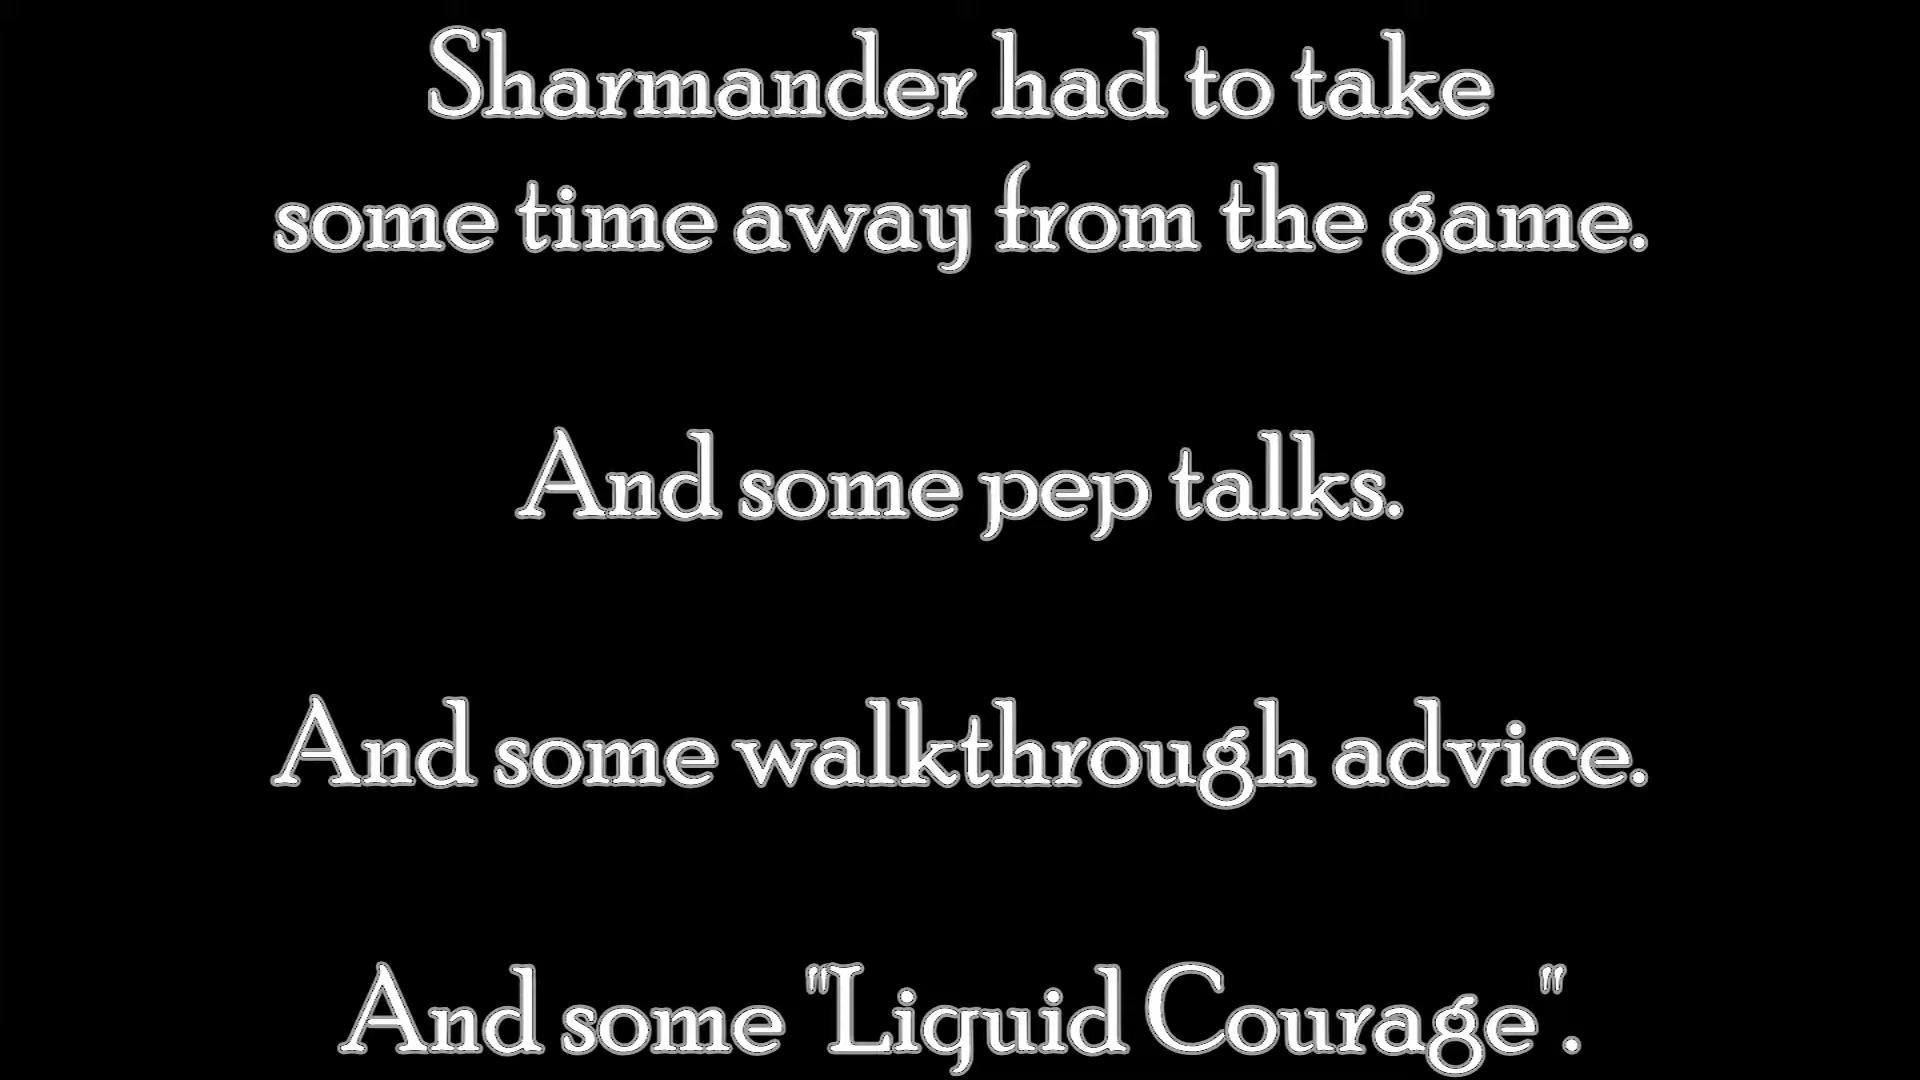 Sharmander had to take
some time away from the game.
And some pep talks.
And some walkthrough advice.
And some "Liquid Courage".